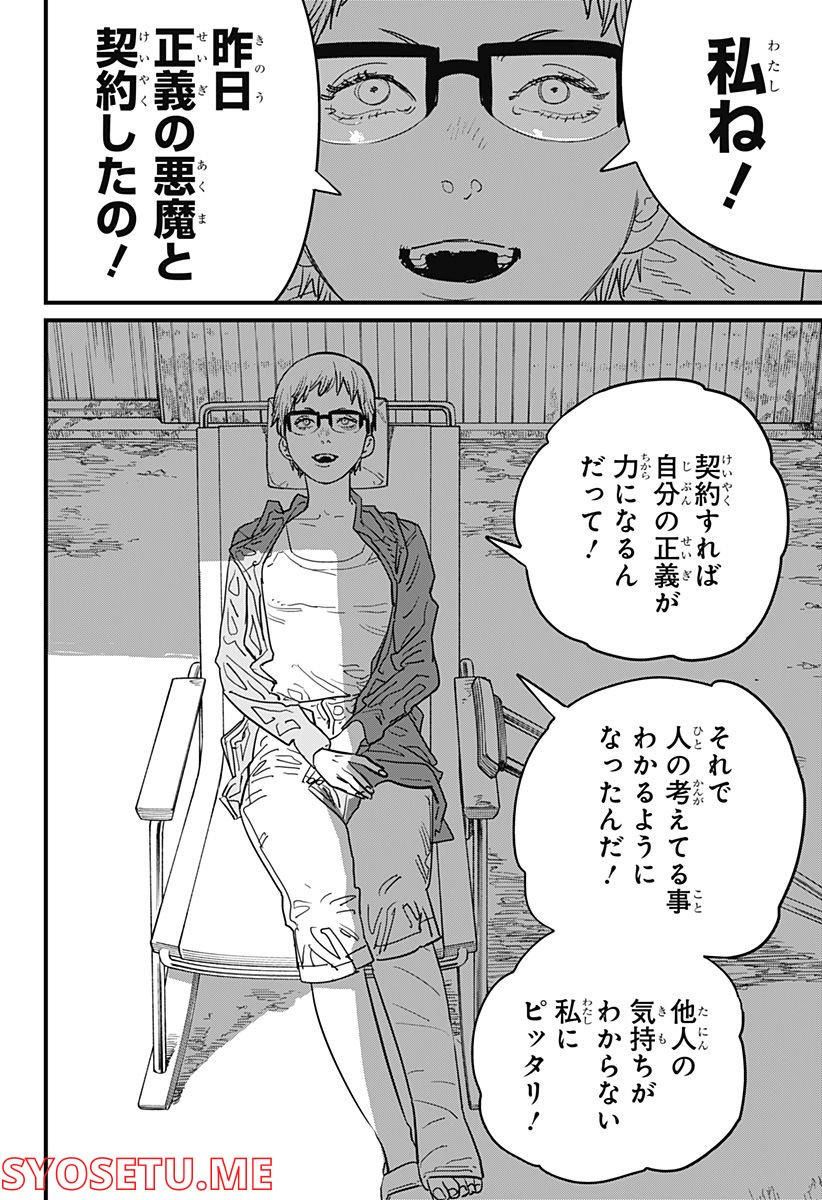 私ね！
昨日
正義の悪魔と
契約したの！
契約すれば
自分の正義が
力になるん
だって！
それで
人の考えてる事
わかるように
なったんだ！
他人の
気持ちが
わからない
私に
ピッタリ！
SYOSETU.ME